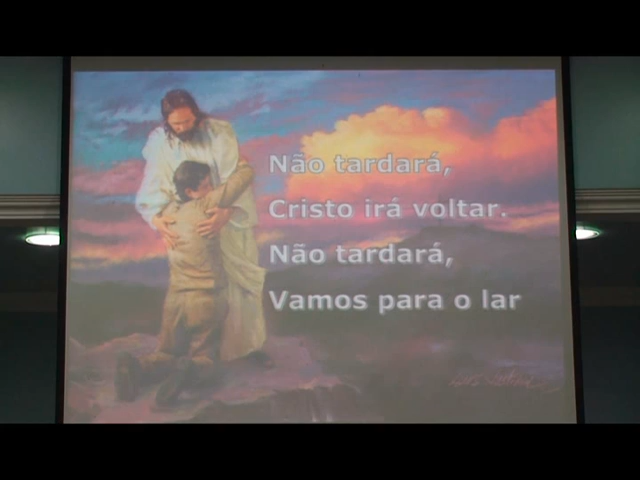 Não tardará,
Cristo irá voltar.
Não tardará,
Vamos para o lar